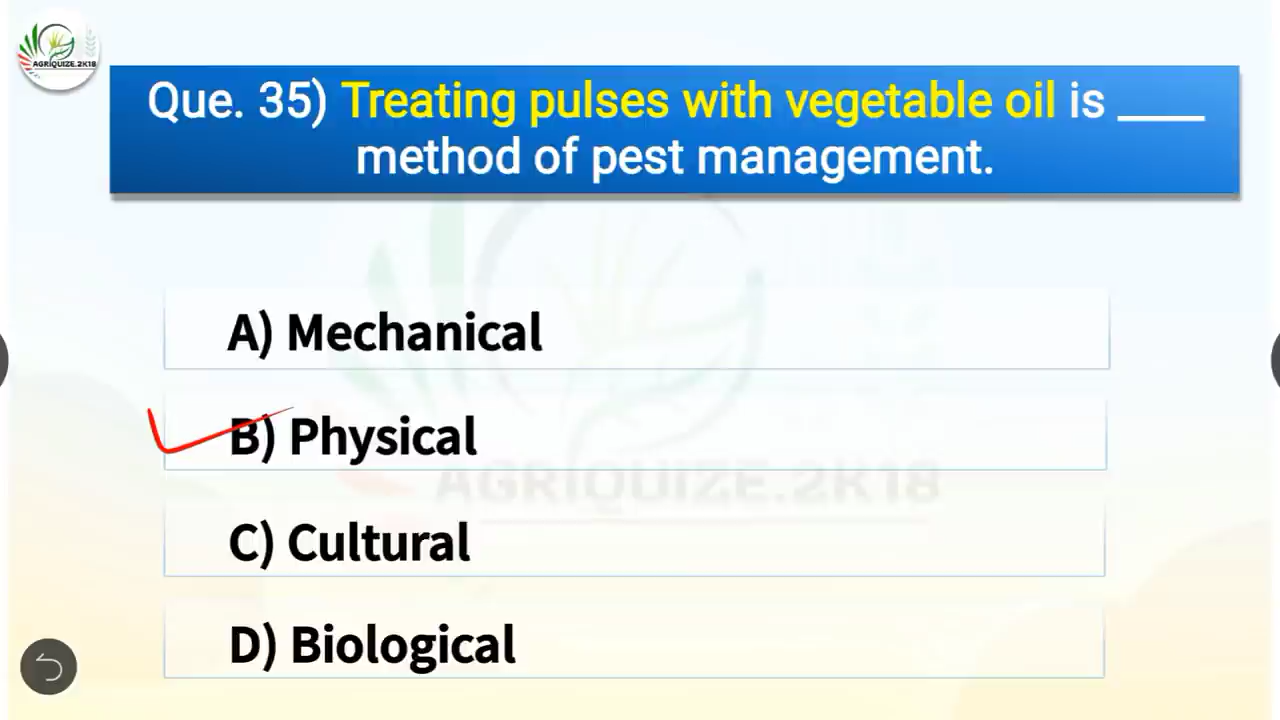 AGRIQUIZE.2K18
Que. 35) Treating pulses with vegetable oil is ____
method of pest management.
A) Mechanical
B) Physical
AGRIQUIZE.2K18
C) Cultural
D) Biological